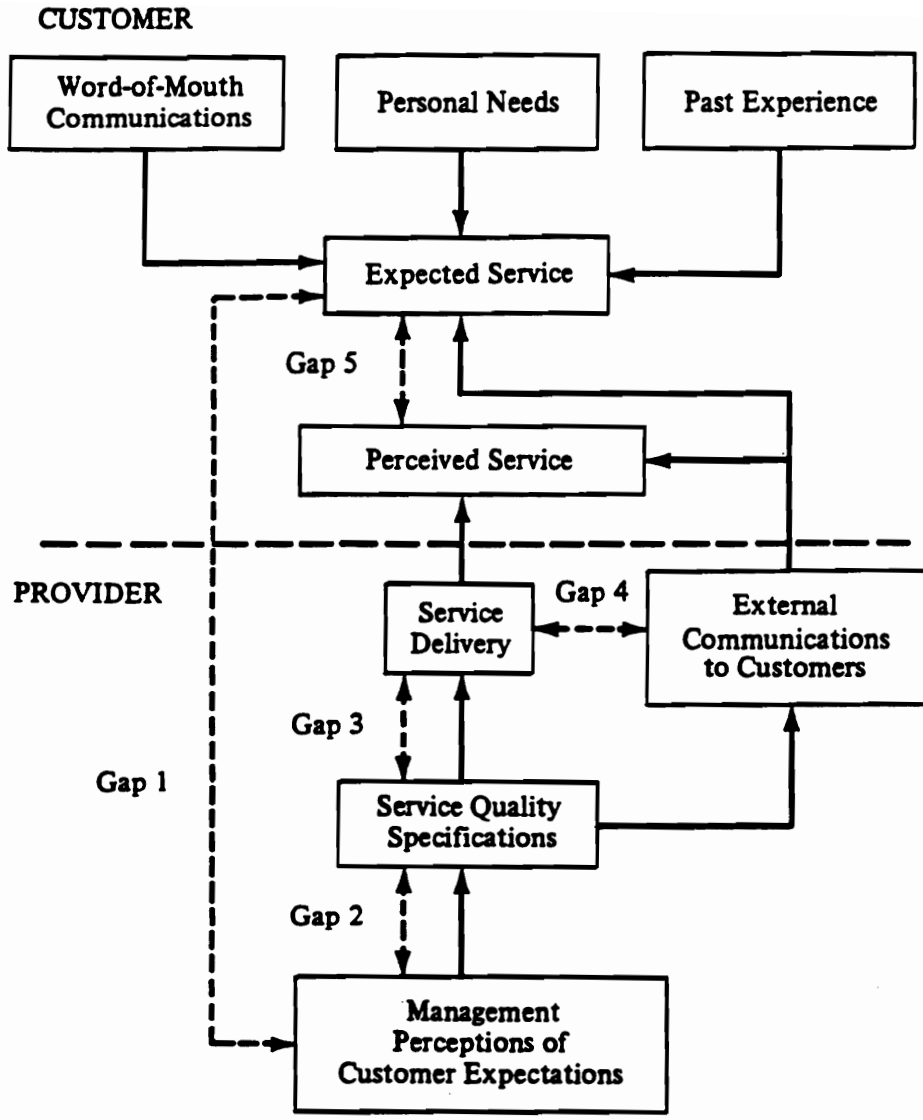 CUSTOMER
Word-of-Mouth
Communications
Personal Needs
Past Experience
Expected Service
Gap 5
Perceived Service
PROVIDER
Service
Delivery
Gap 4
External
Communications
to Customers
Gap 3
Gap 1
Service Quality
Specifications
Gap 2
Management
Perceptions of
Customer Expectations